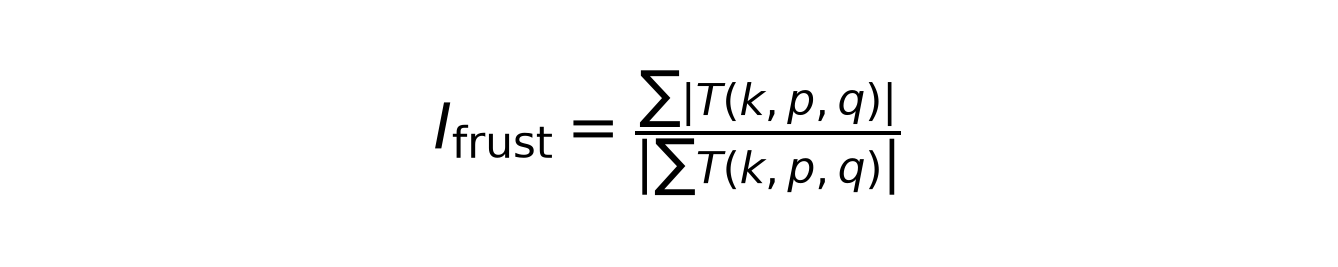 I_frust = ∑|T(k, p, q)| / |∑T(k, p, q)|